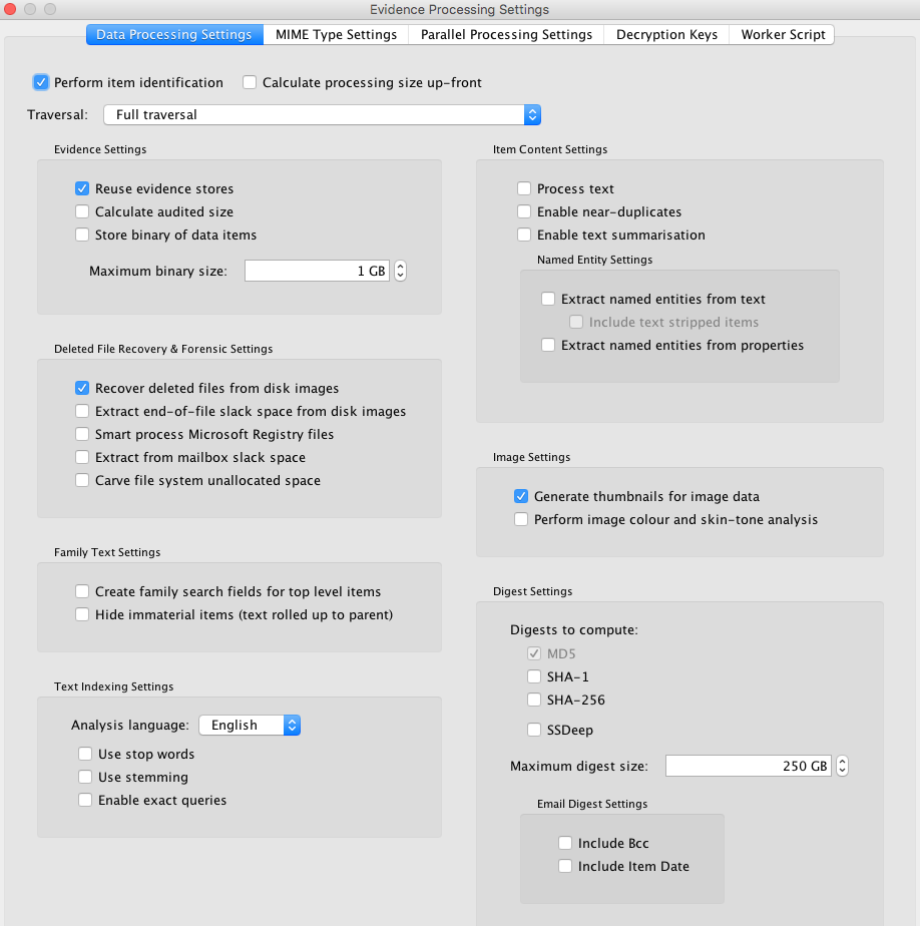 Evidence Processing Settings
Data Processing Settings MIME Type Settings Parallel Processing Settings Decryption Keys Worker Script
Perform item identification Calculate processing size up-front
Traversal: Full traversal
Evidence Settings
Reuse evidence stores
Calculate audited size
Store binary of data items
Maximum binary size: 1 GB
Deleted File Recovery & Forensic Settings
Recover deleted files from disk images
Extract end-of-file slack space from disk images
Smart process Microsoft Registry files
Extract from mailbox slack space
Carve file system unallocated space
Family Text Settings
Create family search fields for top level items
Hide immaterial items (text rolled up to parent)
Text Indexing Settings
Analysis language: English
Use stop words
Use stemming
Enable exact queries
Item Content Settings
Process text
Enable near-duplicates
Enable text summarisation
Named Entity Settings
Extract named entities from text
Include text stripped items
Extract named entities from properties
Image Settings
Generate thumbnails for image data
Perform image colour and skin-tone analysis
Digest Settings
Digests to compute:
MD5
SHA-1
SHA-256
SSDeep
Maximum digest size: 250 GB
Email Digest Settings
Include Bcc
Include Item Date